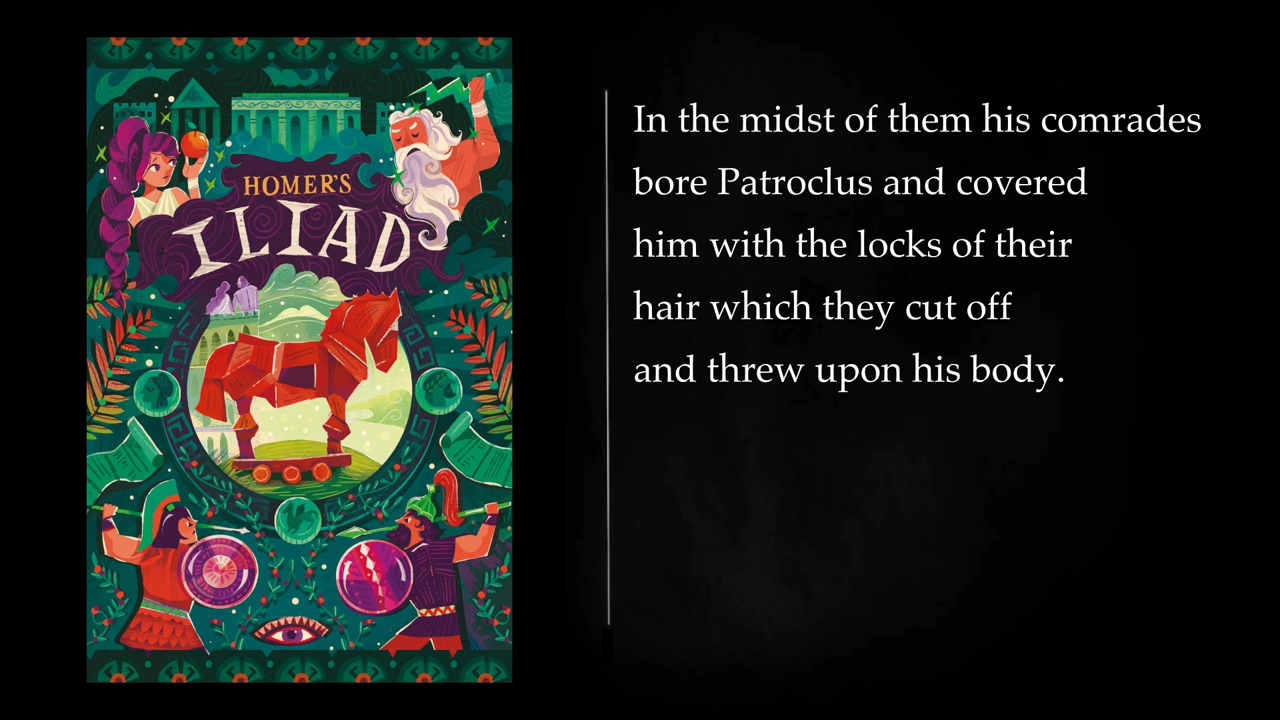 HOMER'S
ILIAD
In the midst of them his comrades
bore Patroclus and covered
him with the locks of their
hair which they cut off
and threw upon his body.